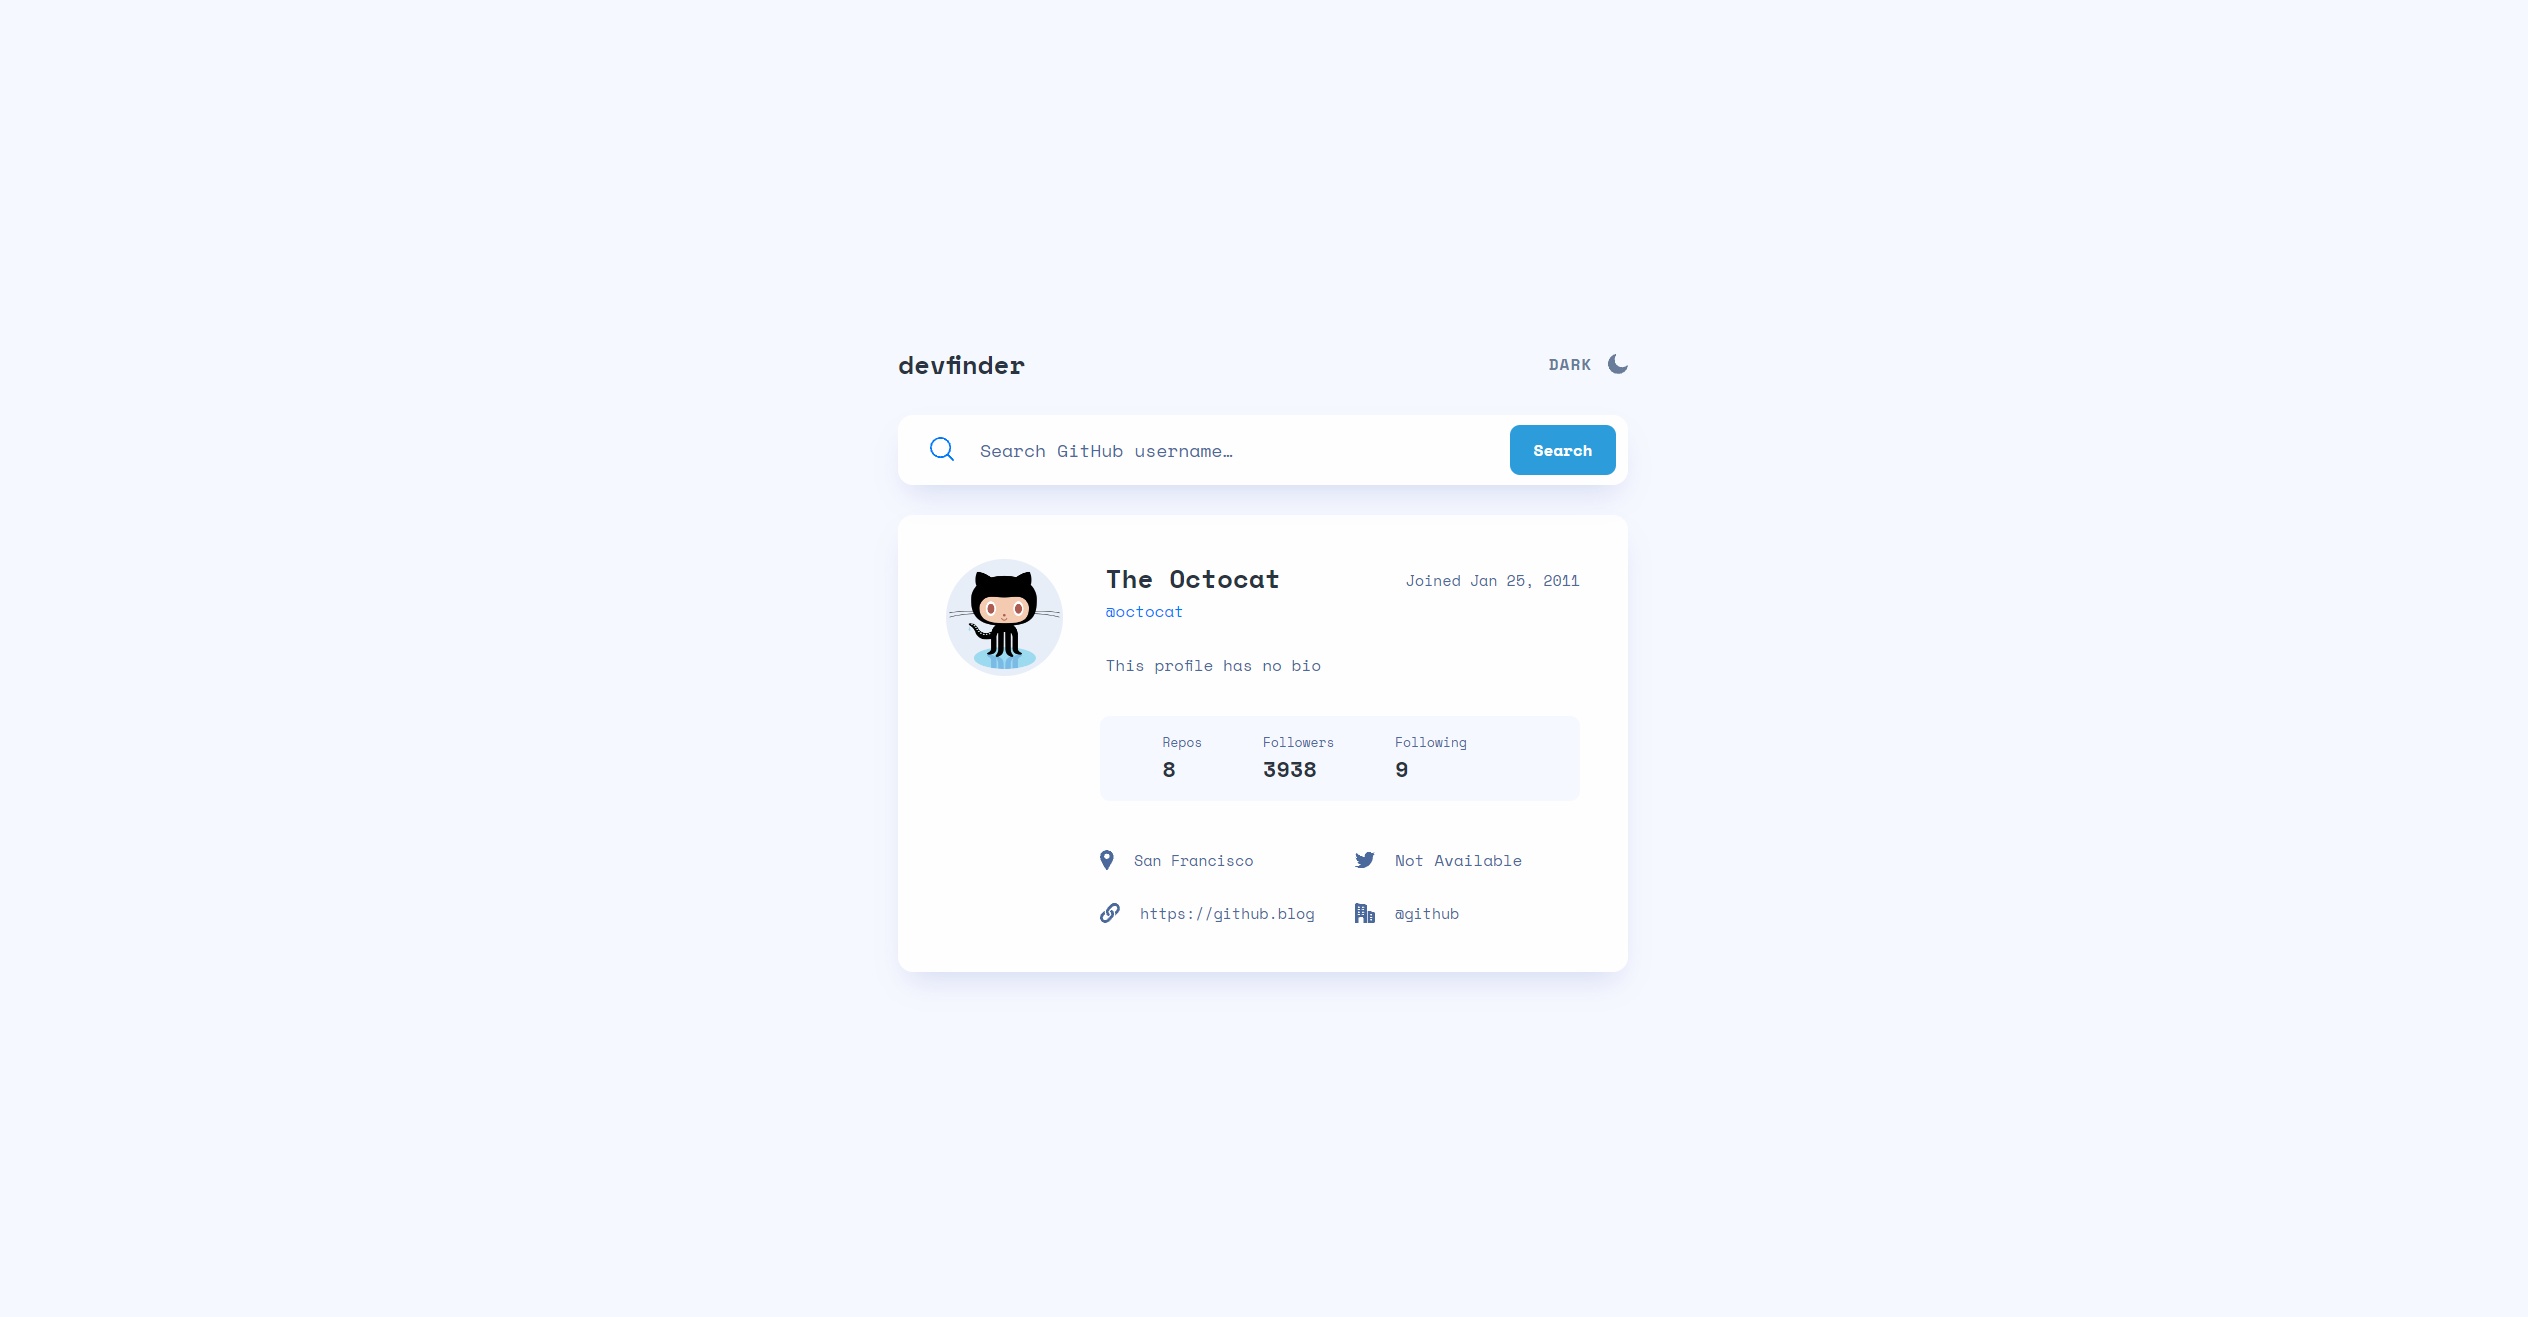 devfinder
DARK
Search GitHub username…
Search
The Octocat
Joined Jan 25, 2011
@octocat
This profile has no bio
Repos Followers Following
8 3938 9
San Francisco
Not Available
https://github.blog
@github